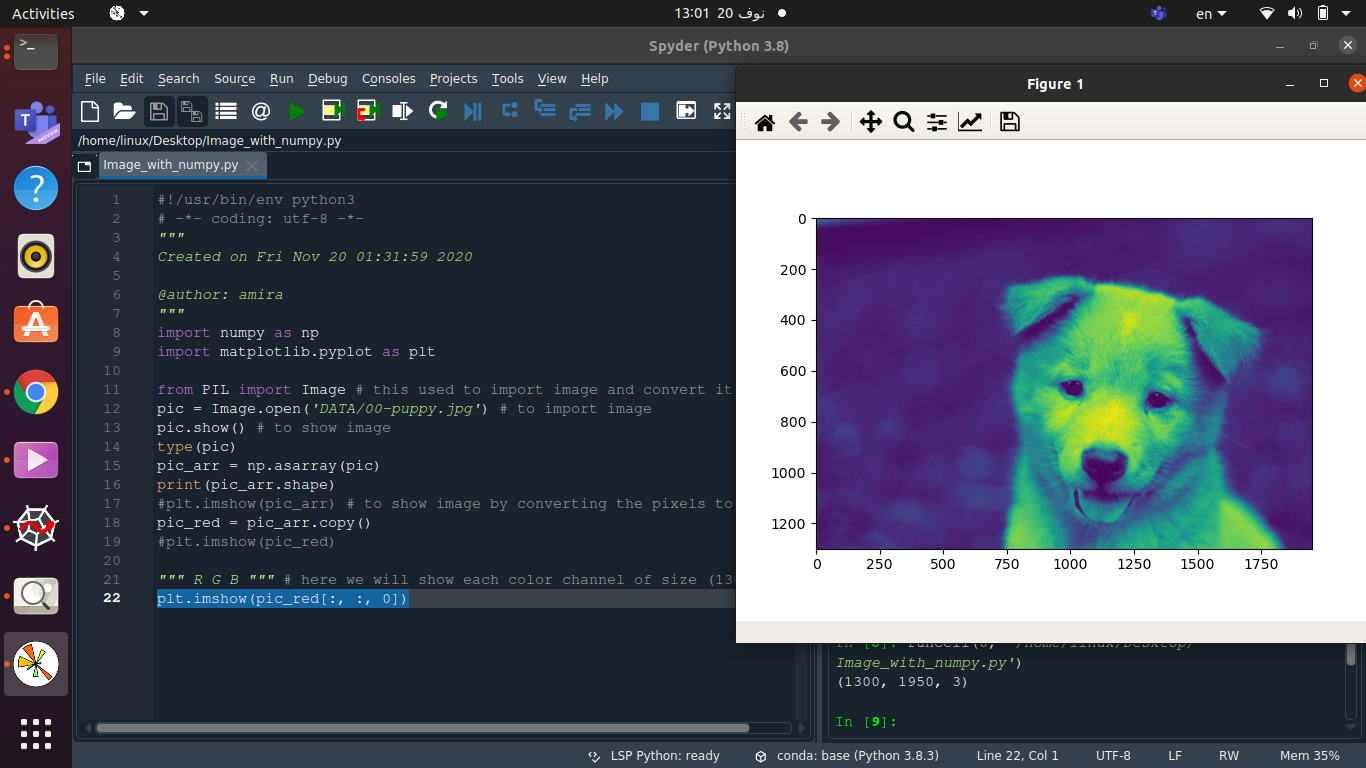 Activities
13:01 20 نوف
en
Spyder (Python 3.8)
File Edit Search Source Run Debug Consoles Projects Tools View Help
/home/linux/Desktop/Image_with_numpy.py
Image_with_numpy.py
1 #!/usr/bin/env python3
2 # -*- coding: utf-8 -*-
3 """
4 Created on Fri Nov 20 01:31:59 2020
5
6 @author: amira
7 """
8 import numpy as np
9 import matplotlib.pyplot as plt
10
11 from PIL import Image # this used to import image and convert it
12 pic = Image.open('DATA/00-puppy.jpg') # to import image
13 pic.show() # to show image
14 type(pic)
15 pic_arr = np.asarray(pic)
16 print(pic_arr.shape)
17 #plt.imshow(pic_arr) # to show image by converting the pixels to
18 pic_red = pic_arr.copy()
19 #plt.imshow(pic_red)
20
21 """ R G B """ # here we will show each color channel of size (13
22 plt.imshow(pic_red[:, :, 0])
Figure 1
0
200
400
600
800
1000
1200
0 250 500 750 1000 1250 1500 1750
Image_with_numpy.py')
(1300, 1950, 3)
In [9]:
LSP Python: ready conda: base (Python 3.8.3) Line 22, Col 1 UTF-8 LF RW Mem 35%